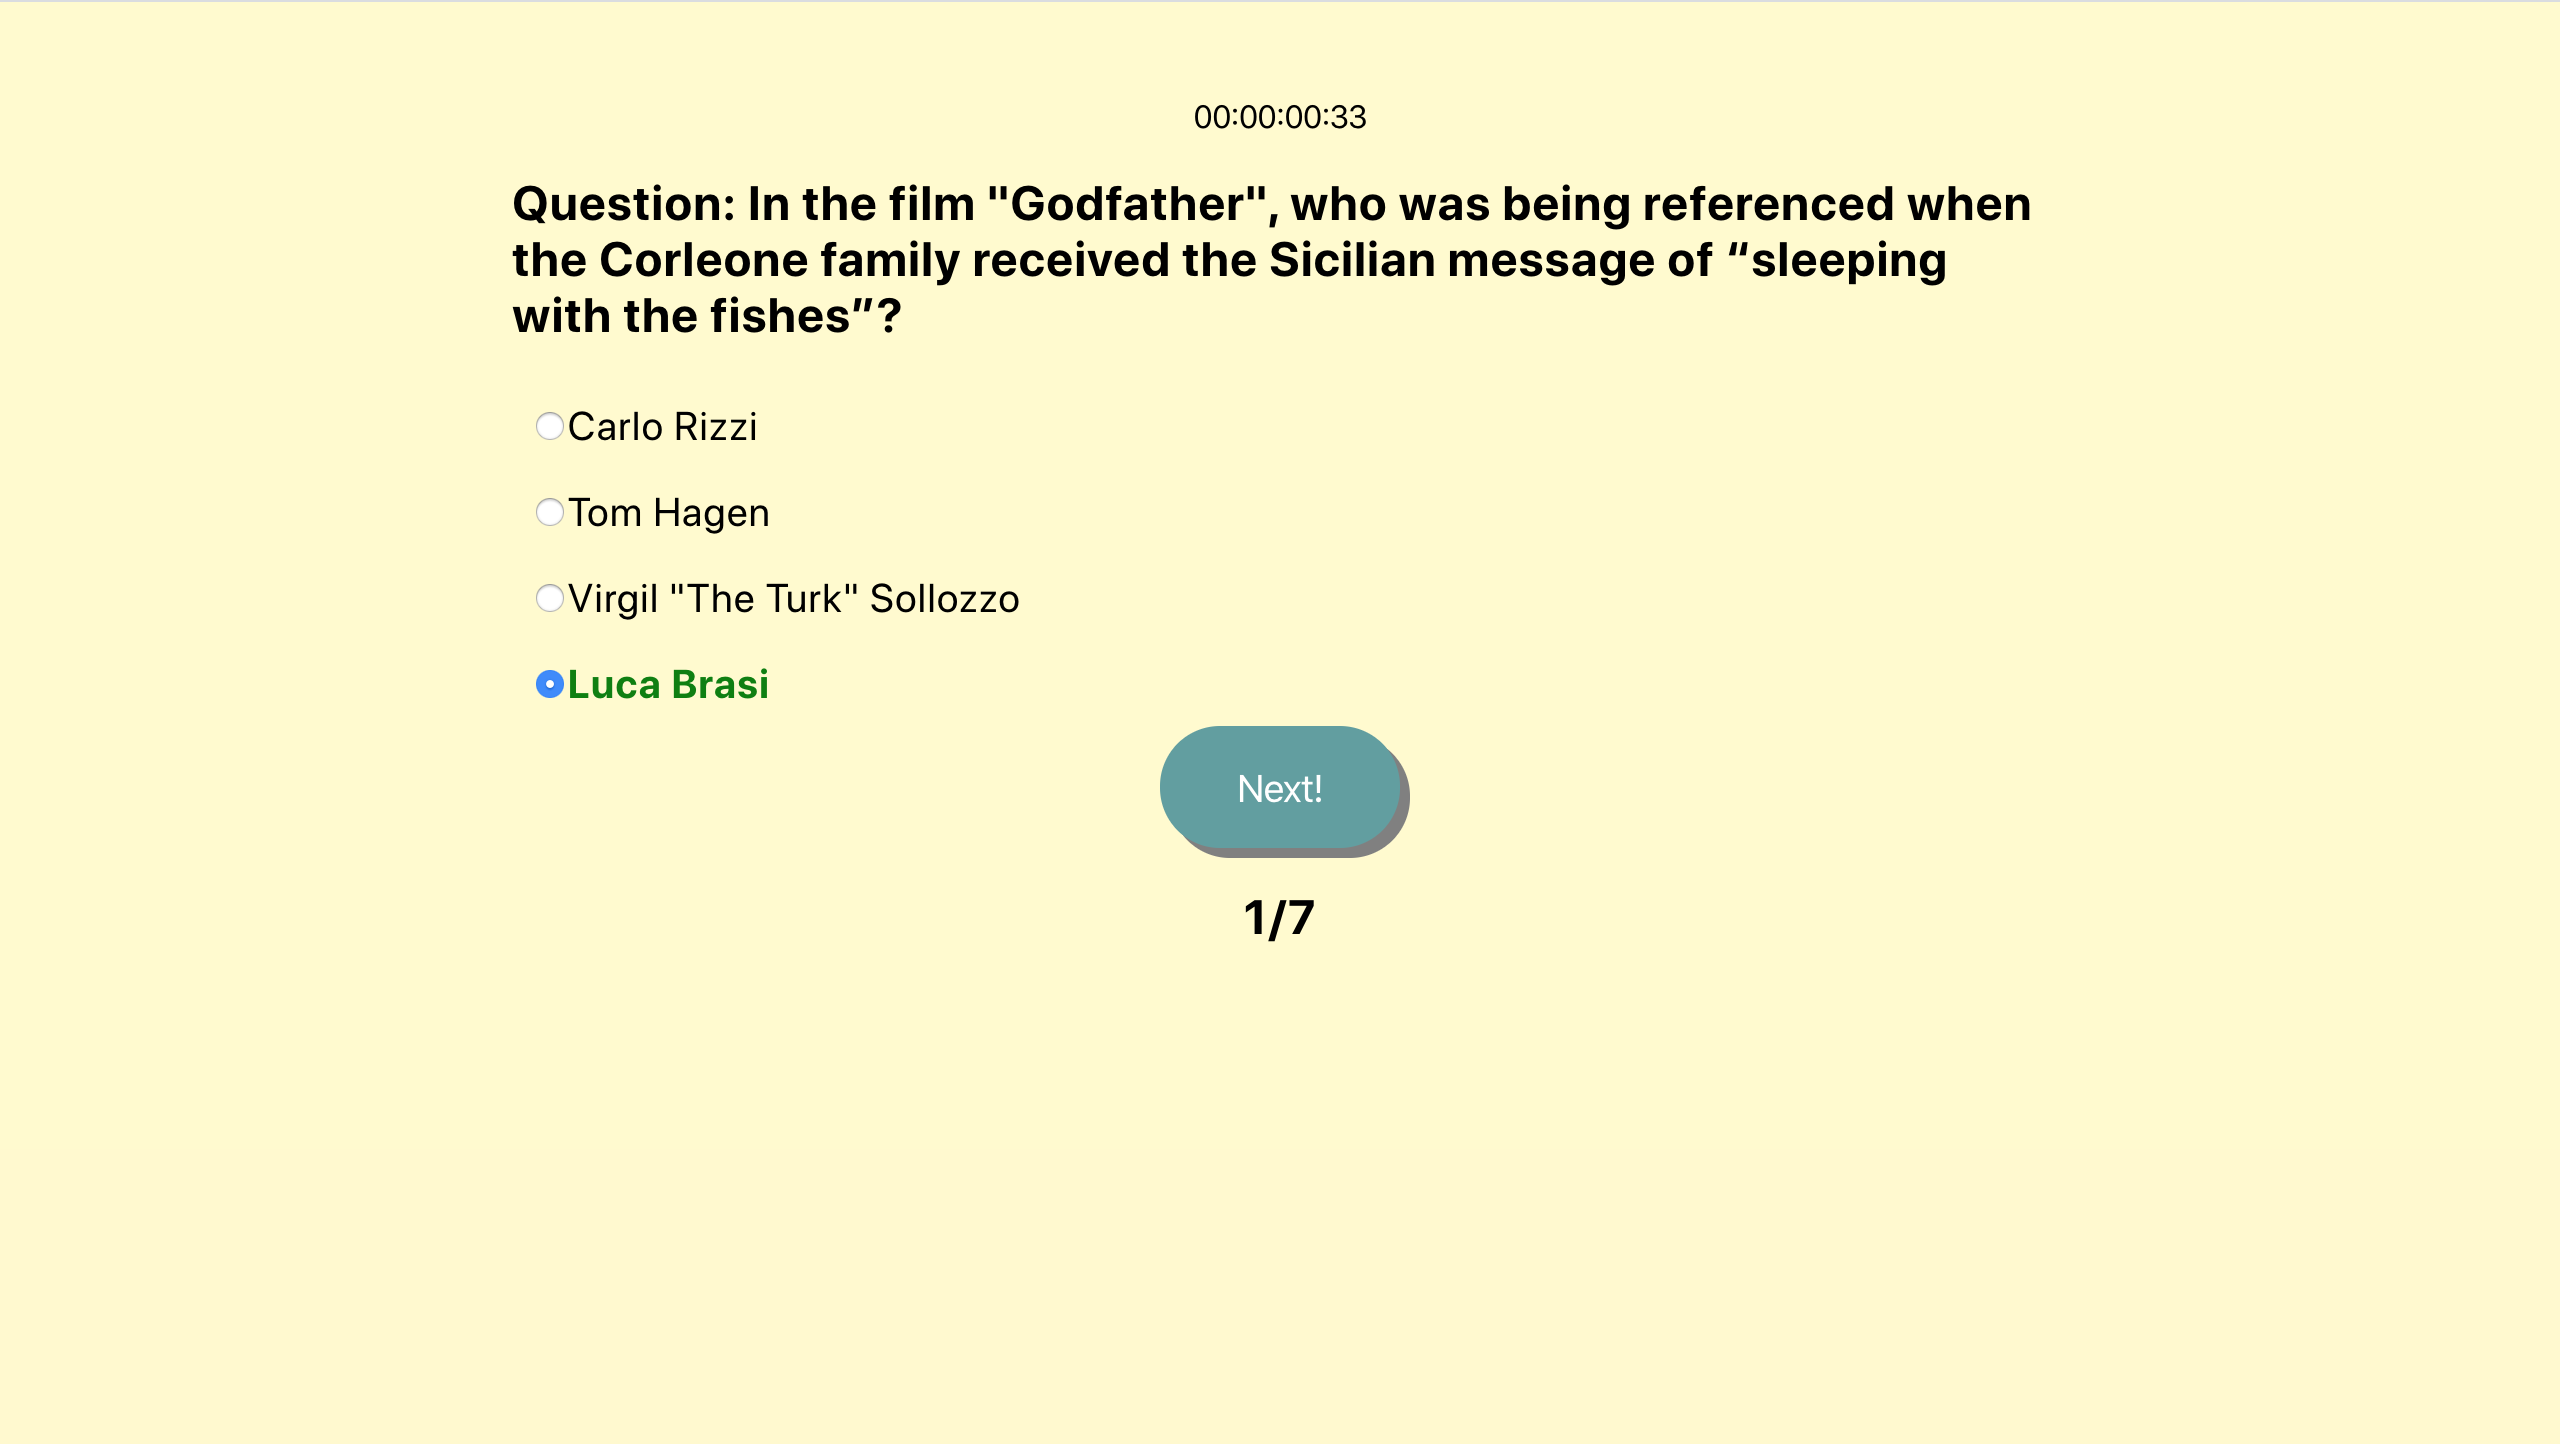 00:00:00:33
Question: In the film "Godfather", who was being referenced when
the Corleone family received the Sicilian message of “sleeping
with the fishes”?
Carlo Rizzi
Tom Hagen
Virgil "The Turk" Sollozzo
Luca Brasi
Next!
1/7